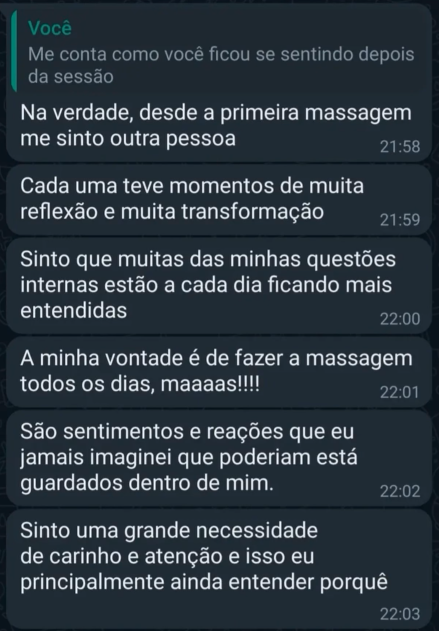 Você
Me conta como você ficou se sentindo depois
da sessão
Na verdade, desde a primeira massagem
me sinto outra pessoa
21:58
Cada uma teve momentos de muita
reflexão e muita transformação
21:59
Sinto que muitas das minhas questões
internas estão a cada dia ficando mais
entendidas
22:00
A minha vontade é de fazer a massagem
todos os dias, maaaas!!!!
22:01
São sentimentos e reações que eu
jamais imaginei que poderiam está
guardados dentro de mim.
22:02
Sinto uma grande necessidade
de carinho e atenção e isso eu
principalmente ainda entender porquê
22:03